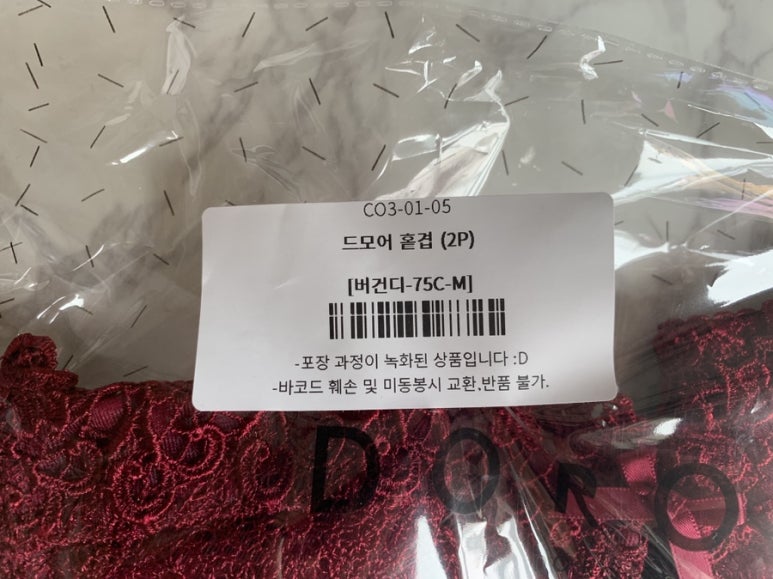 CO3-01-05
드모어 홑겹 (2P)
[버건디-75C-M]
-포장 과정이 녹화된 상품입니다 :D
-바코드 훼손 및 미동봉시 교환,반품 불가.